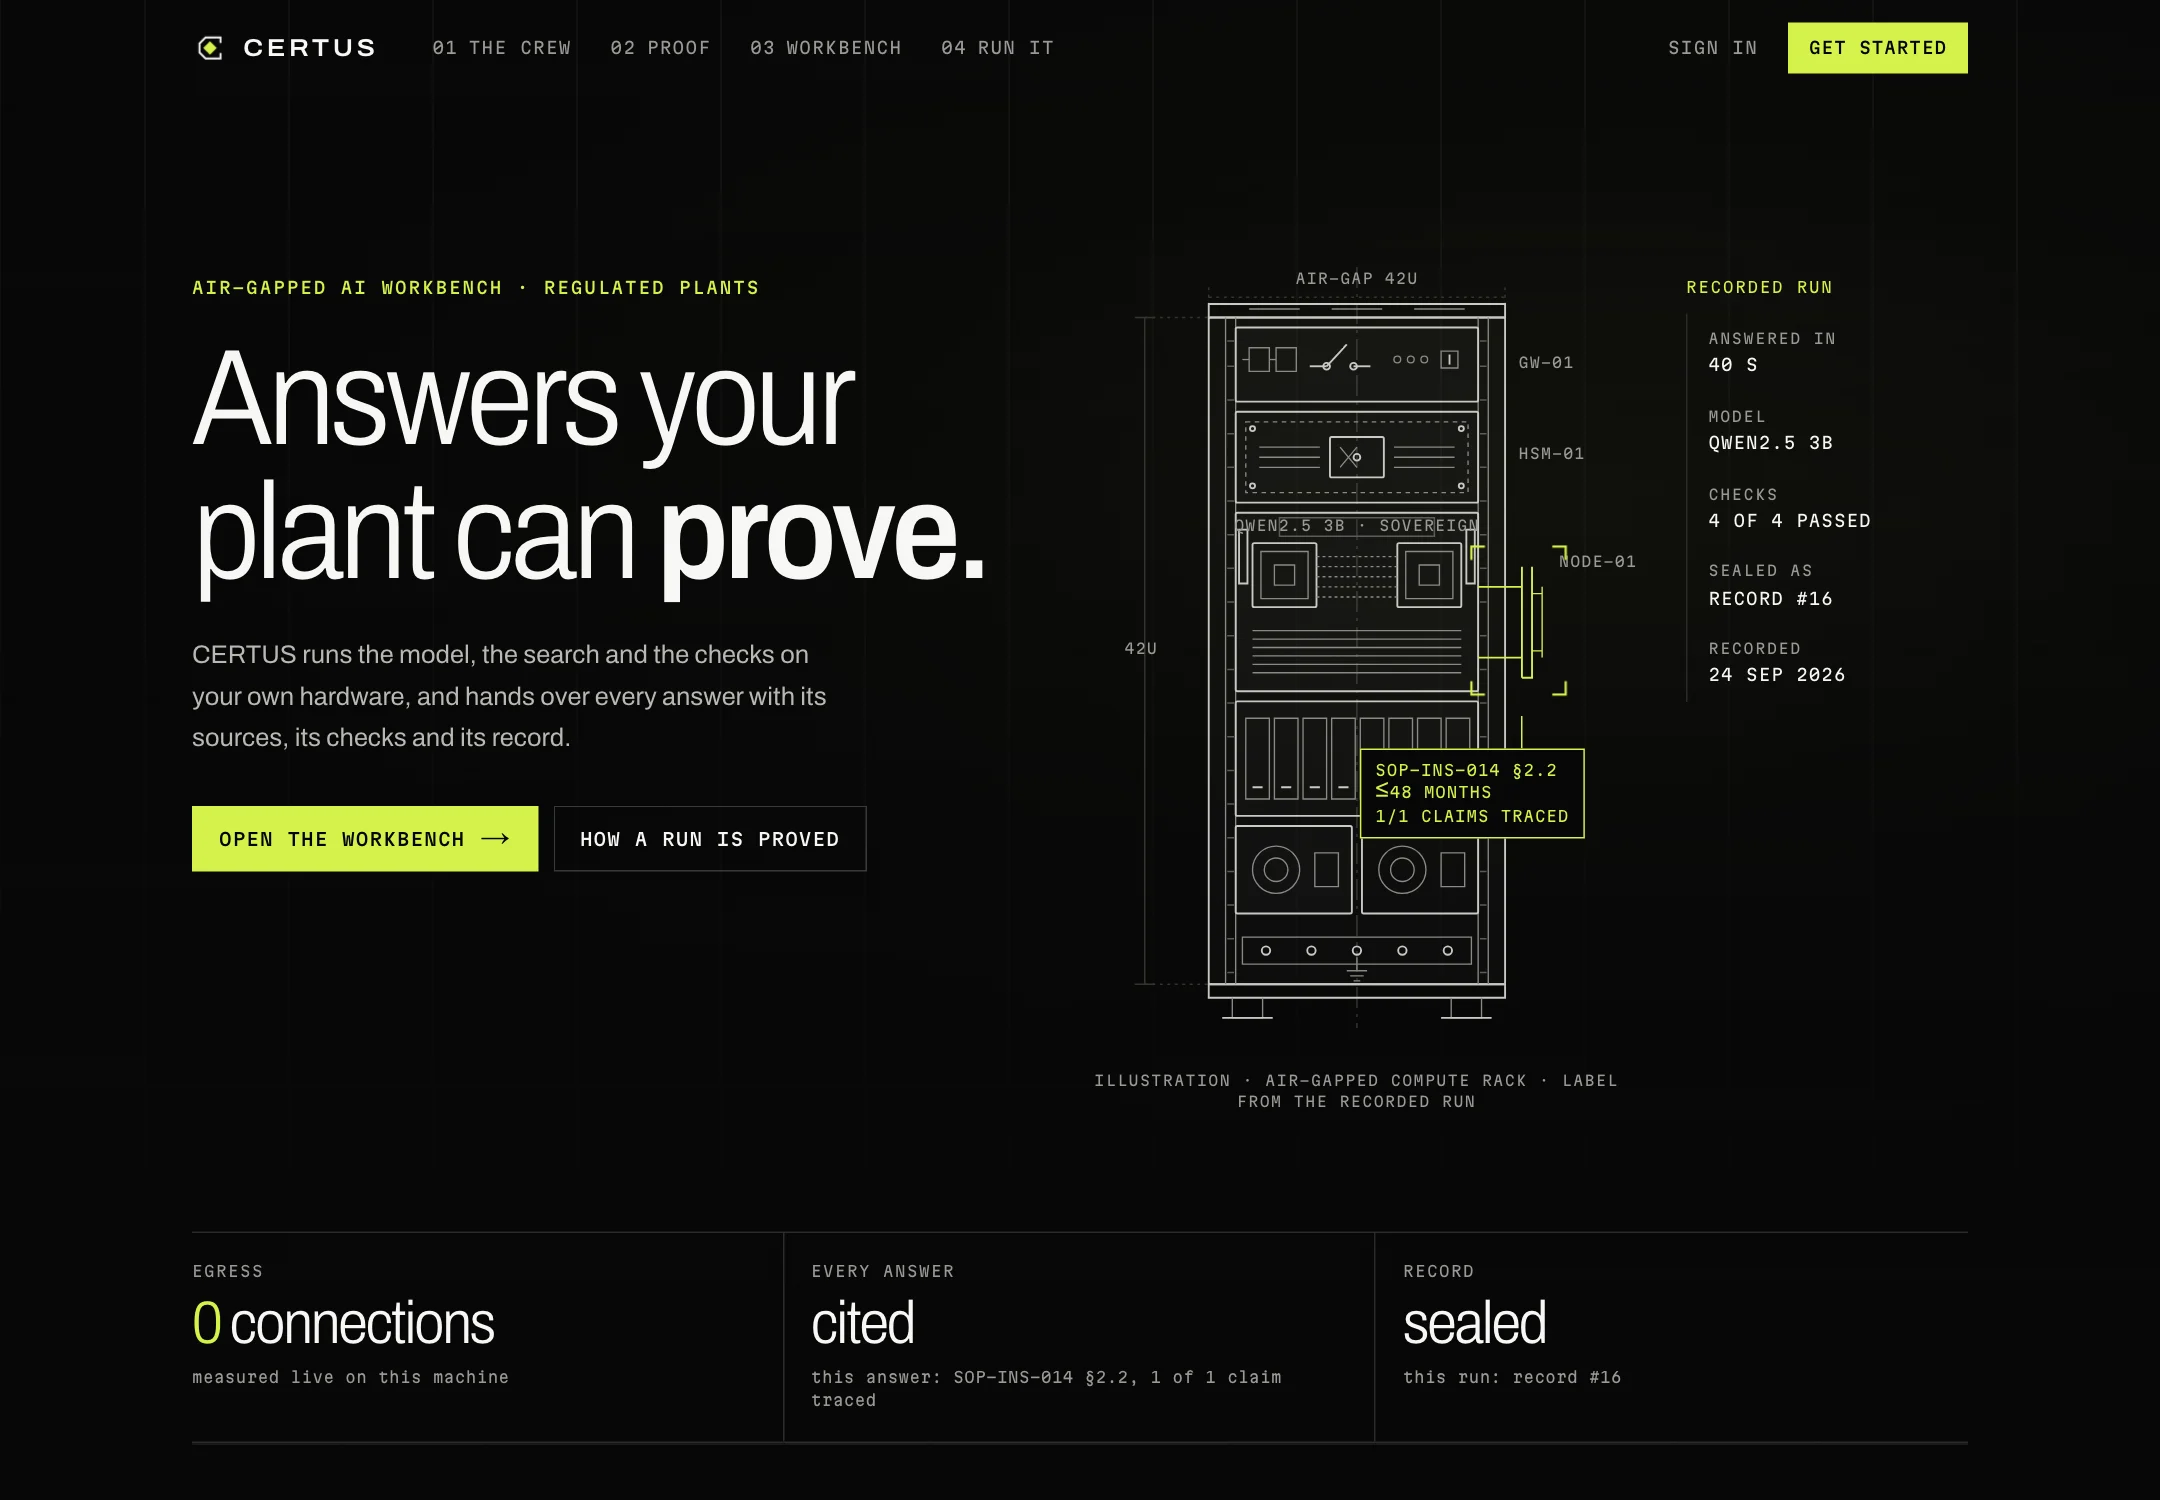 CERTUS
01 THE CREW
02 PROOF
03 WORKBENCH
04 RUN IT
SIGN IN
GET STARTED
AIR-GAPPED AI WORKBENCH · REGULATED PLANTS
Answers your
plant can prove.
CERTUS runs the model, the search and the checks on
your own hardware, and hands over every answer with its
sources, its checks and its record.
OPEN THE WORKBENCH →
HOW A RUN IS PROVED
AIR-GAP 42U
GW-01
HSM-01
QWEN2.5 3B · SOVEREIGN
NODE-01
42U
SOP-INS-014 §2.2
≤48 MONTHS
1/1 CLAIMS TRACED
ILLUSTRATION · AIR-GAPPED COMPUTE RACK · LABEL
FROM THE RECORDED RUN
RECORDED RUN
ANSWERED IN
40 S
MODEL
QWEN2.5 3B
CHECKS
4 OF 4 PASSED
SEALED AS
RECORD #16
RECORDED
24 SEP 2026
EGRESS
0 connections
measured live on this machine
EVERY ANSWER
cited
this answer: SOP-INS-014 §2.2, 1 of 1 claim
traced
RECORD
sealed
this run: record #16